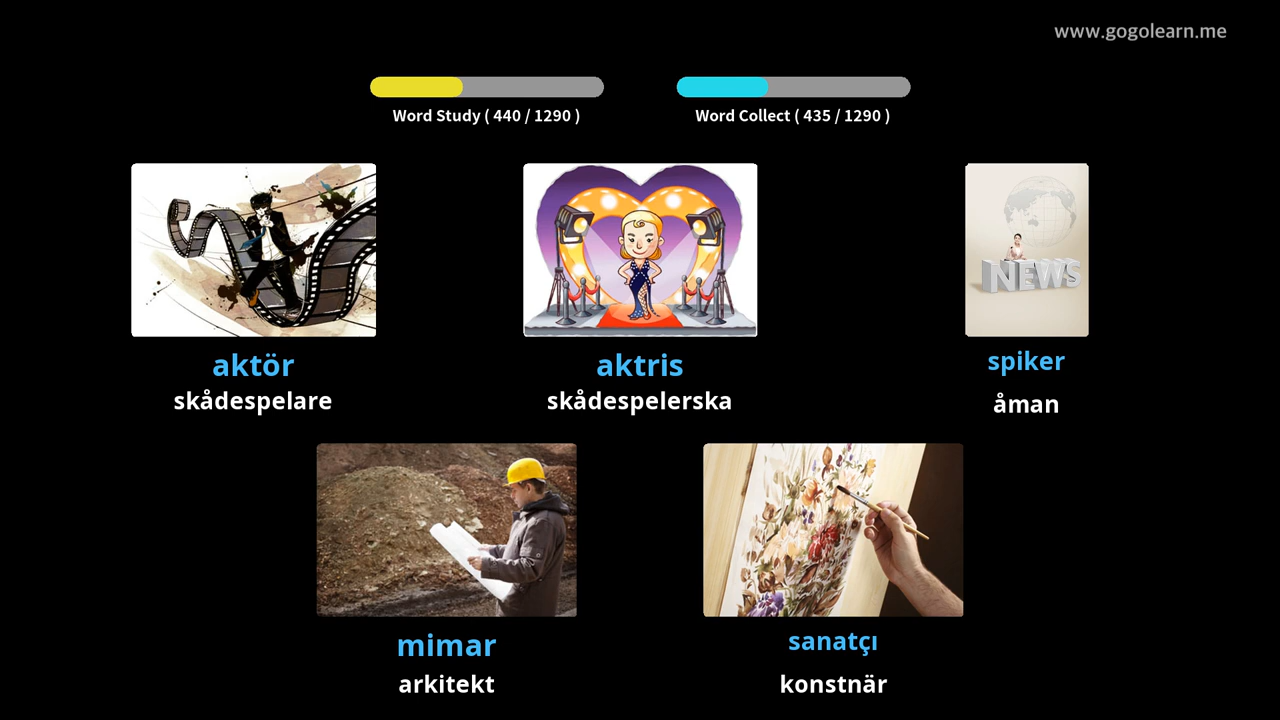 www.gogolearn.me
Word Study ( 440 / 1290 )
Word Collect ( 435 / 1290 )
NEWS
aktör
skådespelare
aktris
skådespelerska
spiker
åman
mimar
arkitekt
sanatçı
konstnär